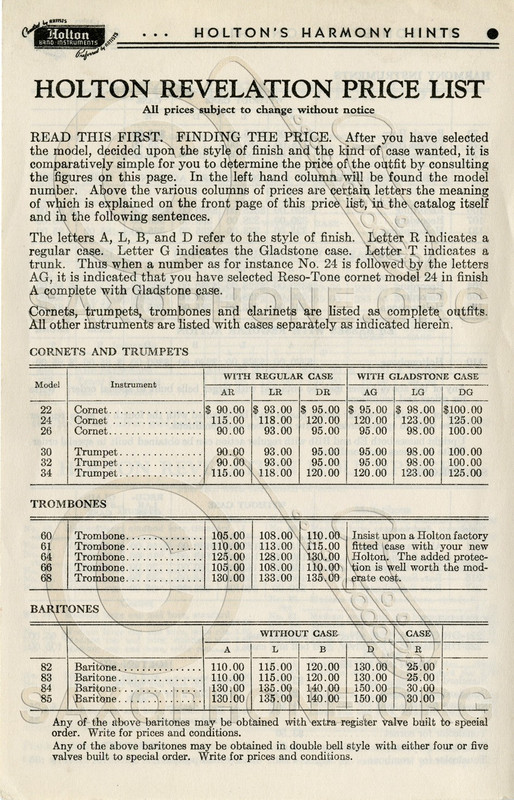 Created by ARTISTS
Holton
BAND INSTRUMENTS
Preferred by ARTISTS
... HOLTON'S HARMONY HINTS
HOLTON REVELATION PRICE LIST
All prices subject to change without notice
READ THIS FIRST. FINDING THE PRICE. After you have selected
the model, decided upon the style of finish and the kind of case wanted, it is
comparatively simple for you to determine the price of the outfit by consulting
the figures on this page. In the left hand column will be found the model
number. Above the various columns of prices are certain letters the meaning
of which is explained on the front page of this price list, in the catalog itself
and in the following sentences.
The letters A, L, B, and D refer to the style of finish. Letter R indicates a
regular case. Letter G indicates the Gladstone case. Letter T indicates a
trunk. Thus when a number as for instance No. 24 is followed by the letters
AG, it is indicated that you have selected Reso-Tone cornet model 24 in finish
A complete with Gladstone case.
Cornets, trumpets, trombones and clarinets are listed as complete outfits.
All other instruments are listed with cases separately as indicated herein.
CORNETS AND TRUMPETS
Model Instrument WITH REGULAR CASE WITH GLADSTONE CASE
AR LR DR AG LG DG
22 Cornet.................. $ 90.00 $ 93.00 $ 95.00 $ 95.00 $ 98.00 $100.00
24 Cornet ................. 115.00 118.00 120.00 120.00 123.00 125.00
26 Cornet.................. 90.00 93.00 95.00 95.00 98.00 100.00
30 Trumpet................ 90.00 93.00 95.00 95.00 98.00 100.00
32 Trumpet................ 90.00 93.00 95.00 95.00 98.00 100.00
34 Trumpet................ 115.00 118.00 120.00 120.00 123.00 125.00
TROMBONES
60 Trombone.............. 105.00 108.00 110.00 Insist upon a Holton factory
61 Trombone.............. 110.00 113.00 115.00 fitted case with your new
64 Trombone.............. 125.00 128.00 130.00 Holton. The added protec-
66 Trombone.............. 105.00 108.00 110.00 tion is well worth the mod-
68 Trombone.............. 130.00 133.00 135.00 erate cost.
BARITONES
WITHOUT CASE CASE
A L B D R
82 Baritone................ 110.00 115.00 120.00 130.00 25.00
83 Baritone................ 110.00 115.00 120.00 130.00 25.00
84 Baritone................ 130.00 135.00 140.00 150.00 30.00
85 Baritone................ 130.00 135.00 140.00 150.00 30.00
Any of the above baritones may be obtained with extra register valve built to special
order. Write for prices and conditions.
Any of the above baritones may be obtained in double bell style with either four or five
valves built to special order. Write for prices and conditions.
SAXOPHONE.ORG
SAXOPHONE.ORG